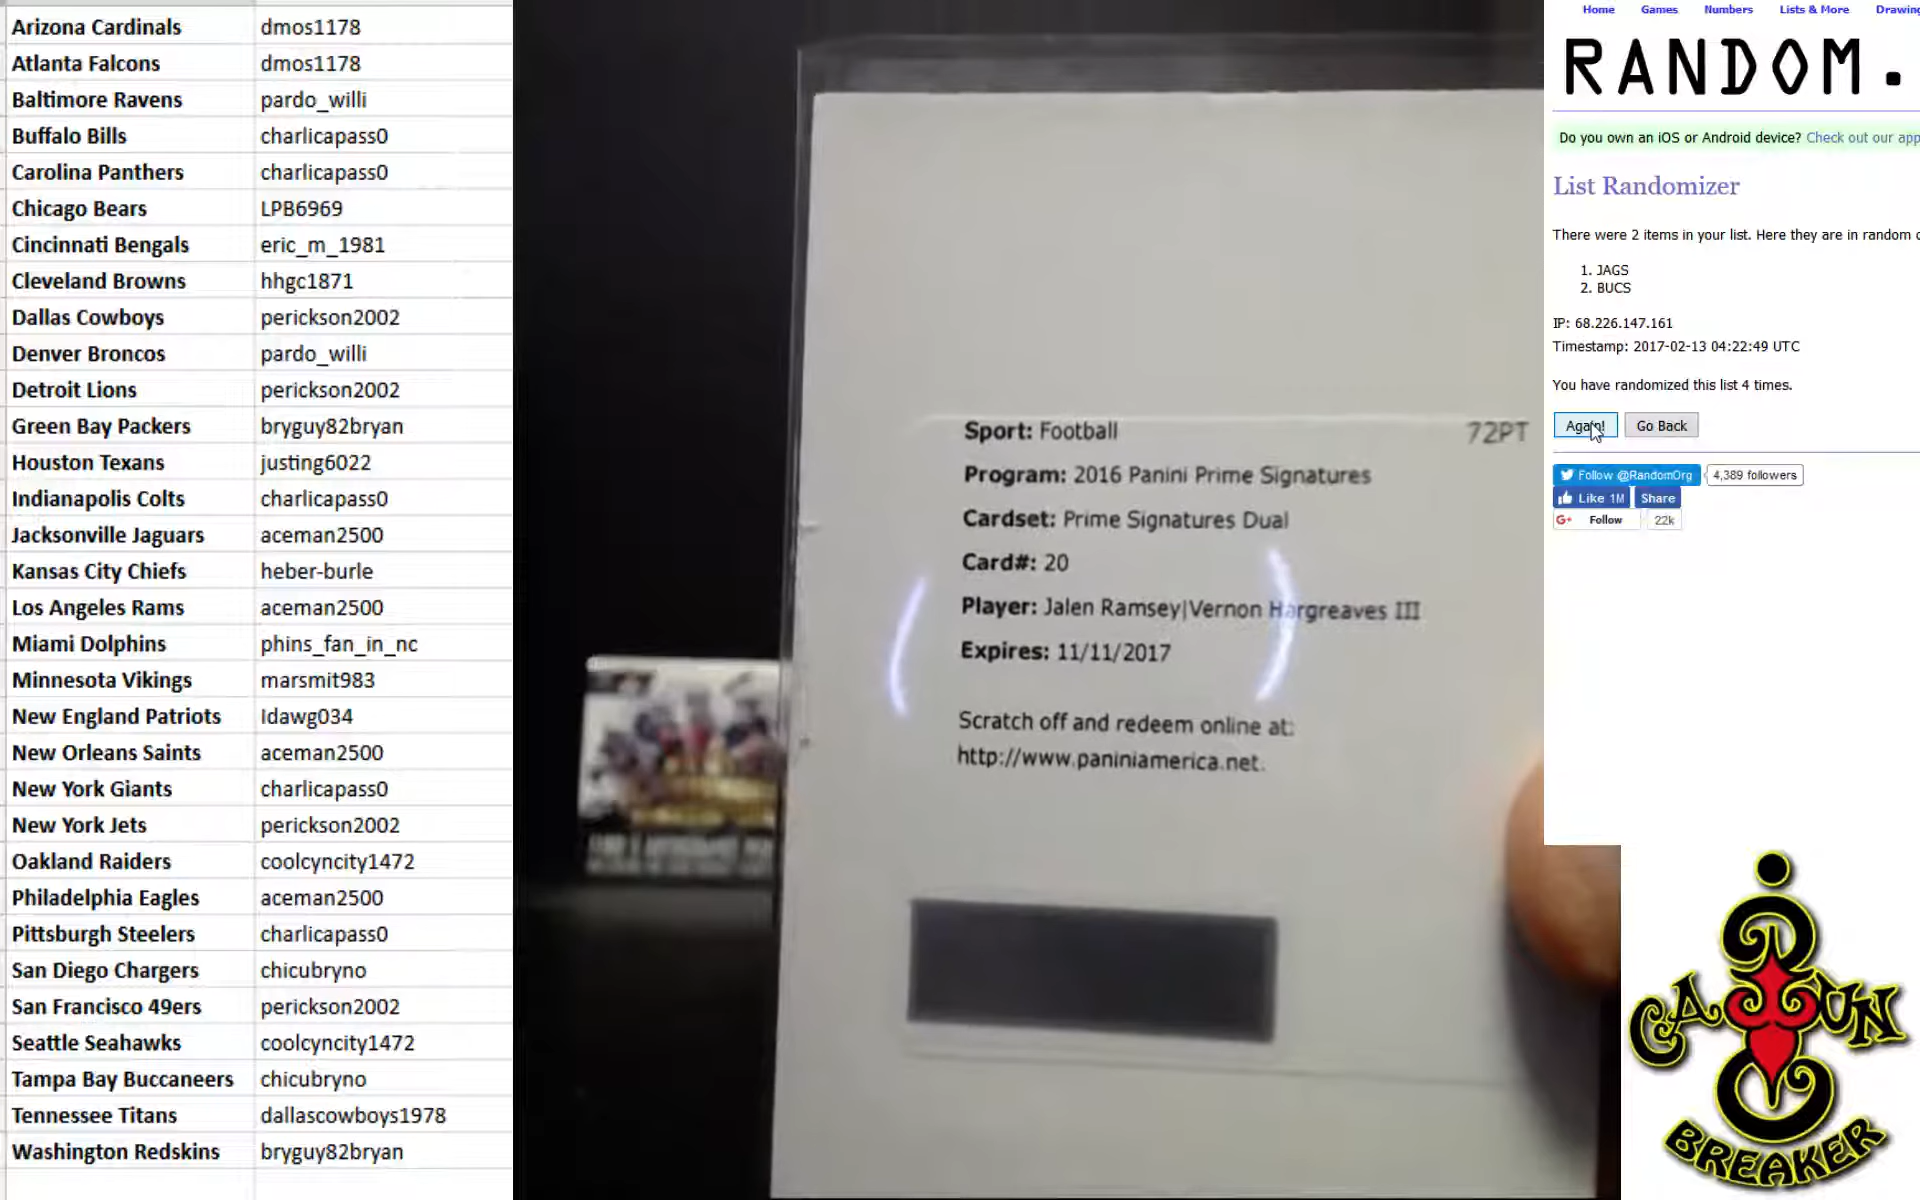 Arizona Cardinals dmos1178
Atlanta Falcons dmos1178
Baltimore Ravens pardo_willi
Buffalo Bills charlicapass0
Carolina Panthers charlicapass0
Chicago Bears LPB6969
Cincinnati Bengals eric_m_1981
Cleveland Browns hhgc1871
Dallas Cowboys perickson2002
Denver Broncos pardo_willi
Detroit Lions perickson2002
Green Bay Packers bryguy82bryan
Houston Texans justing6022
Indianapolis Colts charlicapass0
Jacksonville Jaguars aceman2500
Kansas City Chiefs heber-burle
Los Angeles Rams aceman2500
Miami Dolphins phins_fan_in_nc
Minnesota Vikings marsmit983
New England Patriots ldawg034
New Orleans Saints aceman2500
New York Giants charlicapass0
New York Jets perickson2002
Oakland Raiders coolcyncity1472
Philadelphia Eagles aceman2500
Pittsburgh Steelers charlicapass0
San Diego Chargers chicubryno
San Francisco 49ers perickson2002
Seattle Seahawks coolcyncity1472
Tampa Bay Buccaneers chicubryno
Tennessee Titans dallascowboys1978
Washington Redskins bryguy82bryan
Sport: Football 72PT
Program: 2016 Panini Prime Signatures
Cardset: Prime Signatures Dual
Card#: 20
Player: Jalen Ramsey|Vernon Hargreaves III
Expires: 11/11/2017
Scratch off and redeem online at:
http://www.paniniamerica.net.
Home Games Numbers Lists & More Drawing
RANDOM.
Do you own an iOS or Android device? Check out our app
List Randomizer
There were 2 items in your list. Here they are in random o
1. JAGS
2. BUCS
IP: 68.226.147.161
Timestamp: 2017-02-13 04:22:49 UTC
You have randomized this list 4 times.
Again! Go Back
Follow @RandomOrg 4,389 followers
Like 1M Share
G+ Follow 22k
CAJUN
BREAKER